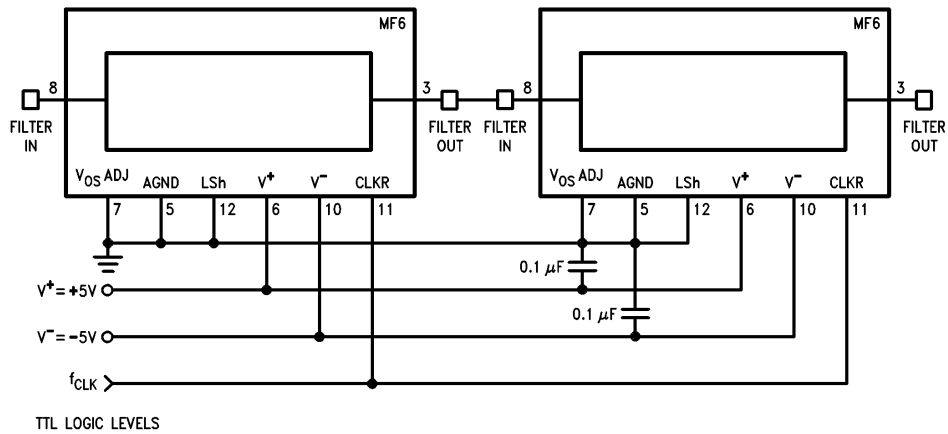 MF6 MF6
8 3 8 3
FILTER IN FILTER OUT FILTER IN FILTER OUT
VOS ADJ AGND LSh V+ V- CLKR VOS ADJ AGND LSh V+ V- CLKR
7 5 12 6 10 11 7 5 12 6 10 11
0.1 μF
V+ = +5V
0.1 μF
V- = -5V
fCLK
TTL LOGIC LEVELS